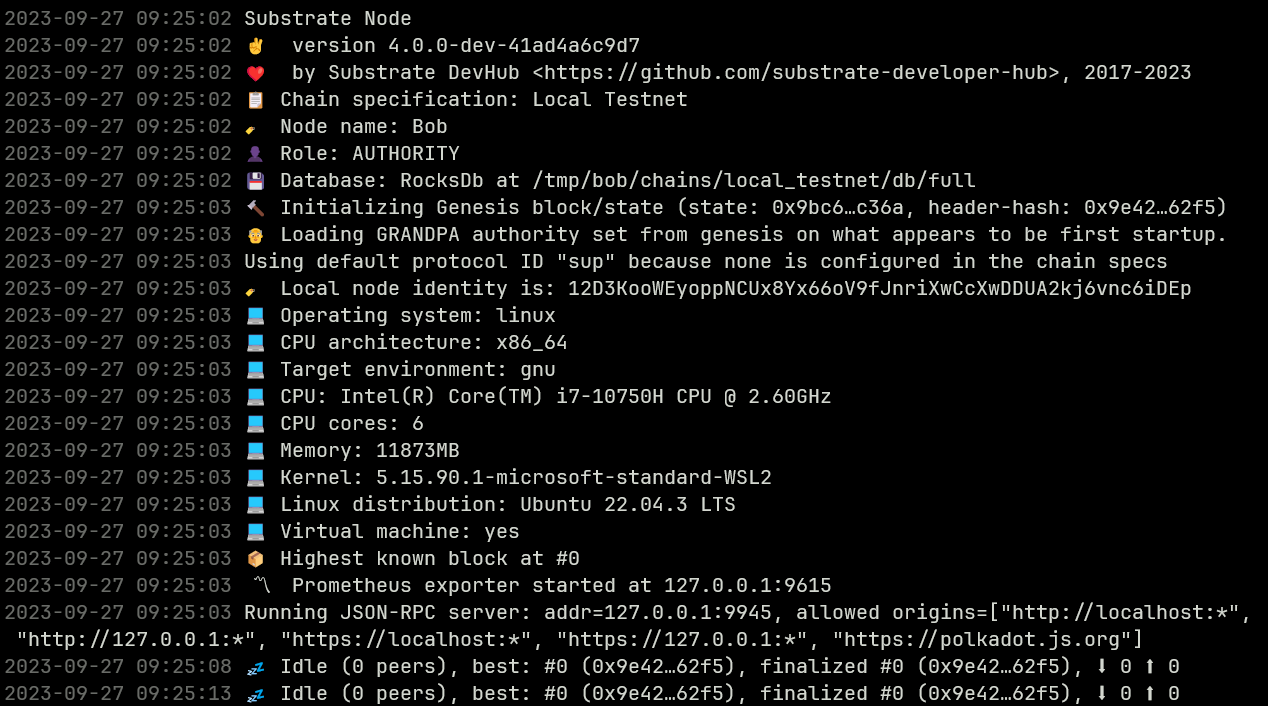 2023-09-27 09:25:02 Substrate Node
2023-09-27 09:25:02 ✌️  version 4.0.0-dev-41ad4a6c9d7
2023-09-27 09:25:02 ❤️  by Substrate DevHub <https://github.com/substrate-developer-hub>, 2017-2023
2023-09-27 09:25:02 📋 Chain specification: Local Testnet
2023-09-27 09:25:02 🏷 Node name: Bob
2023-09-27 09:25:02 👤 Role: AUTHORITY
2023-09-27 09:25:02 💾 Database: RocksDb at /tmp/bob/chains/local_testnet/db/full
2023-09-27 09:25:03 🔨 Initializing Genesis block/state (state: 0x9bc6…c36a, header-hash: 0x9e42…62f5)
2023-09-27 09:25:03 👴 Loading GRANDPA authority set from genesis on what appears to be first startup.
2023-09-27 09:25:03 Using default protocol ID "sup" because none is configured in the chain specs
2023-09-27 09:25:03 🏷 Local node identity is: 12D3KooWEyoppNCUx8Yx66oV9fJnriXwCcXwDDUA2kj6vnc6iDEp
2023-09-27 09:25:03 💻 Operating system: linux
2023-09-27 09:25:03 💻 CPU architecture: x86_64
2023-09-27 09:25:03 💻 Target environment: gnu
2023-09-27 09:25:03 💻 CPU: Intel(R) Core(TM) i7-10750H CPU @ 2.60GHz
2023-09-27 09:25:03 💻 CPU cores: 6
2023-09-27 09:25:03 💻 Memory: 11873MB
2023-09-27 09:25:03 💻 Kernel: 5.15.90.1-microsoft-standard-WSL2
2023-09-27 09:25:03 💻 Linux distribution: Ubuntu 22.04.3 LTS
2023-09-27 09:25:03 💻 Virtual machine: yes
2023-09-27 09:25:03 📦 Highest known block at #0
2023-09-27 09:25:03 〽️ Prometheus exporter started at 127.0.0.1:9615
2023-09-27 09:25:03 Running JSON-RPC server: addr=127.0.0.1:9945, allowed origins=["http://localhost:*",
"http://127.0.0.1:*", "https://localhost:*", "https://127.0.0.1:*", "https://polkadot.js.org"]
2023-09-27 09:25:08 💤 Idle (0 peers), best: #0 (0x9e42…62f5), finalized #0 (0x9e42…62f5), ⬇ 0 ⬆ 0
2023-09-27 09:25:13 💤 Idle (0 peers), best: #0 (0x9e42…62f5), finalized #0 (0x9e42…62f5), ⬇ 0 ⬆ 0